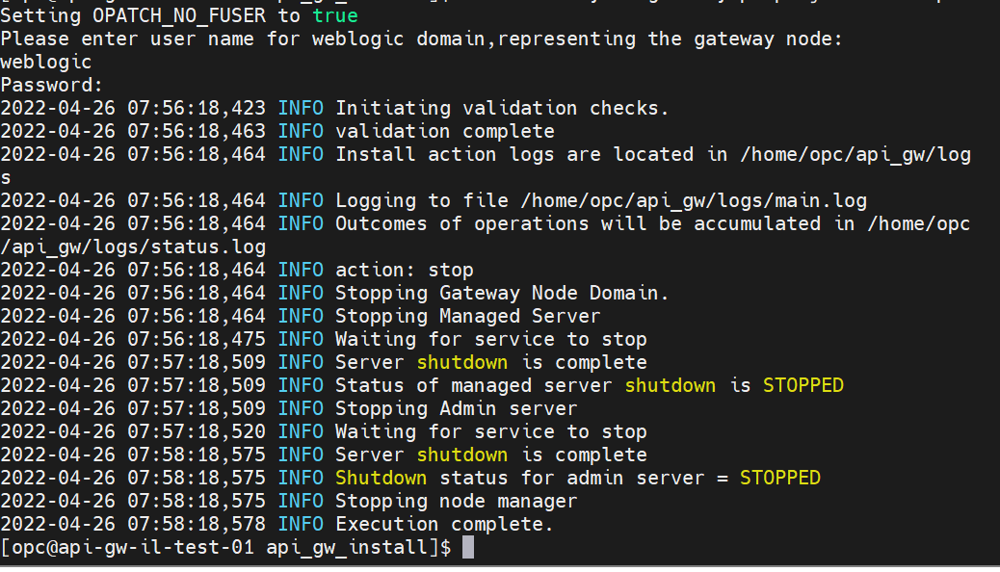 Setting OPATCH_NO_FUSER to true
Please enter user name for weblogic domain,representing the gateway node:
weblogic
Password:
2022-04-26 07:56:18,423 INFO Initiating validation checks.
2022-04-26 07:56:18,463 INFO validation complete
2022-04-26 07:56:18,464 INFO Install action logs are located in /home/opc/api_gw/log
s
2022-04-26 07:56:18,464 INFO Logging to file /home/opc/api_gw/logs/main.log
2022-04-26 07:56:18,464 INFO Outcomes of operations will be accumulated in /home/opc
/api_gw/logs/status.log
2022-04-26 07:56:18,464 INFO action: stop
2022-04-26 07:56:18,464 INFO Stopping Gateway Node Domain.
2022-04-26 07:56:18,464 INFO Stopping Managed Server
2022-04-26 07:56:18,475 INFO Waiting for service to stop
2022-04-26 07:57:18,509 INFO Server shutdown is complete
2022-04-26 07:57:18,509 INFO Status of managed server shutdown is STOPPED
2022-04-26 07:57:18,509 INFO Stopping Admin server
2022-04-26 07:57:18,520 INFO Waiting for service to stop
2022-04-26 07:58:18,575 INFO Server shutdown is complete
2022-04-26 07:58:18,575 INFO Shutdown status for admin server = STOPPED
2022-04-26 07:58:18,575 INFO Stopping node manager
2022-04-26 07:58:18,578 INFO Execution complete.
[opc@api-gw-il-test-01 api_gw_install]$